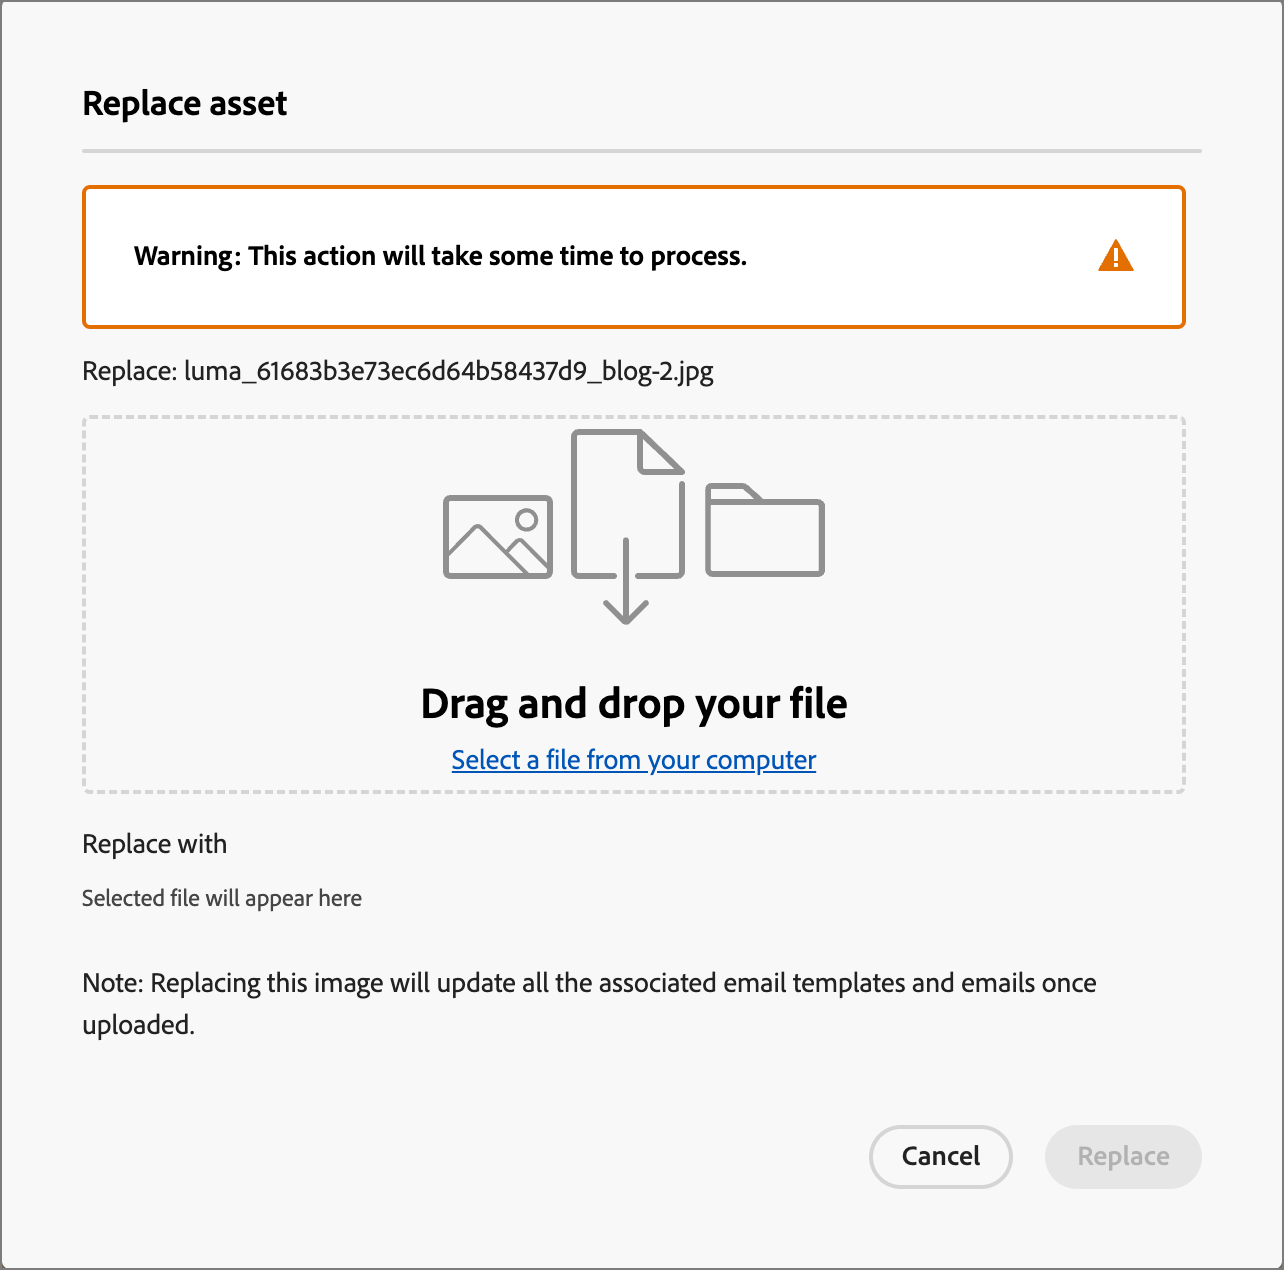 Replace asset
Warning: This action will take some time to process.
Replace: luma_61683b3e73ec6d64b58437d9_blog-2.jpg
Drag and drop your file
Select a file from your computer
Replace with
Selected file will appear here
Note: Replacing this image will update all the associated email templates and emails once
uploaded.
Cancel
Replace